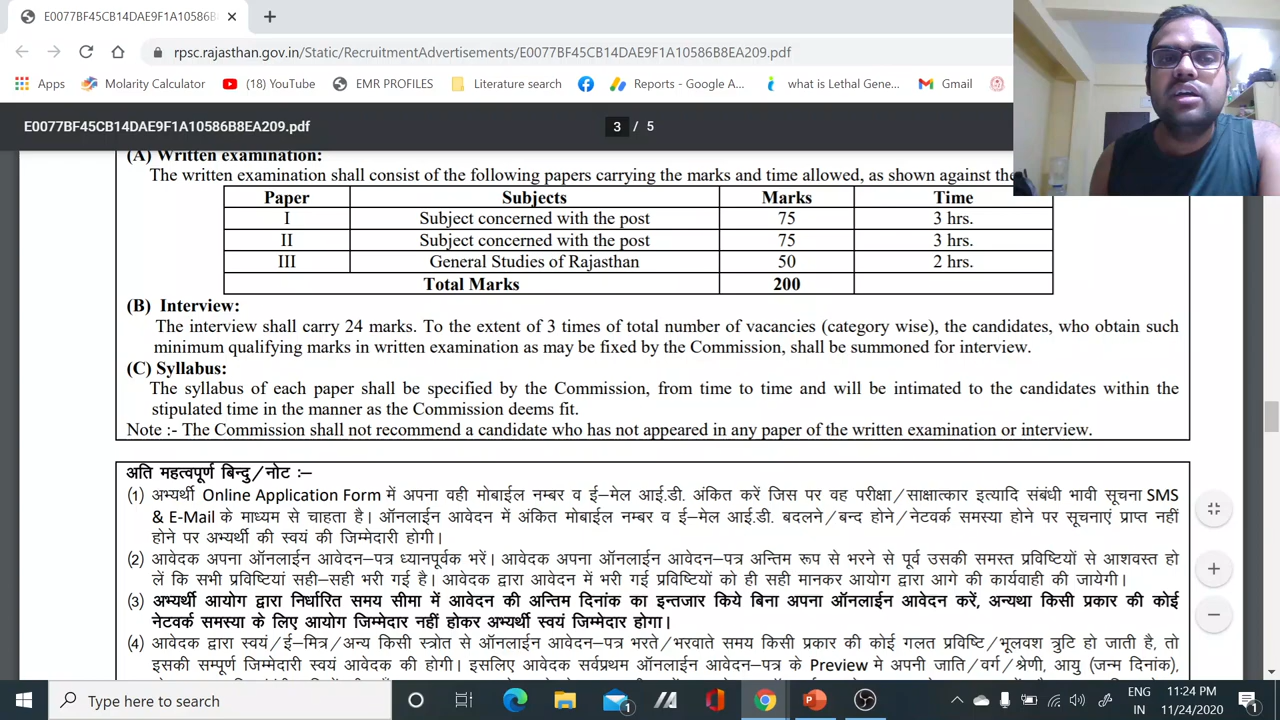 E0077BF45CB14DAE9F1A10586B8
rpsc.rajasthan.gov.in/Static/RecruitmentAdvertisements/E0077BF45CB14DAE9F1A10586B8EA209.pdf
Apps Molarity Calculator (18) YouTube EMR PROFILES Literature search Reports - Google A... what is Lethal Gene... Gmail
E0077BF45CB14DAE9F1A10586B8EA209.pdf 3 / 5
(A) Written examination:
The written examination shall consist of the following papers carrying the marks and time allowed, as shown against the
Paper Subjects Marks Time
I Subject concerned with the post 75 3 hrs.
II Subject concerned with the post 75 3 hrs.
III General Studies of Rajasthan 50 2 hrs.
Total Marks 200
(B) Interview:
The interview shall carry 24 marks. To the extent of 3 times of total number of vacancies (category wise), the candidates, who obtain such
minimum qualifying marks in written examination as may be fixed by the Commission, shall be summoned for interview.
(C) Syllabus:
The syllabus of each paper shall be specified by the Commission, from time to time and will be intimated to the candidates within the
stipulated time in the manner as the Commission deems fit.
Note :- The Commission shall not recommend a candidate who has not appeared in any paper of the written examination or interview.
अति महत्वपूर्ण बिन्दु/नोट :–
(1) अभ्यर्थी Online Application Form में अपना वही मोबाईल नम्बर व ई–मेल आई.डी. अंकित करें जिस पर वह परीक्षा/साक्षात्कार इत्यादि संबंधी भावी सूचना SMS
& E-Mail के माध्यम से चाहता है। ऑनलाईन आवेदन में अंकित मोबाईल नम्बर व ई–मेल आई.डी. बदलने/बन्द होने/नेटवर्क समस्या होने पर सूचनाएं प्राप्त नहीं
होने पर अभ्यर्थी की स्वयं की जिम्मेदारी होगी।
(2) आवेदक अपना ऑनलाईन आवेदन–पत्र ध्यानपूर्वक भरें। आवेदक अपना ऑनलाईन आवेदन–पत्र अन्तिम रूप से भरने से पूर्व उसकी समस्त प्रविष्टियों से आशवस्त हो
लें कि सभी प्रविष्टियां सही–सही भरी गई है। आवेदक द्वारा आवेदन में भरी गई प्रविष्टियों को ही सही मानकर आयोग द्वारा आगे की कार्यवाही की जायेगी।
(3) अभ्यर्थी आयोग द्वारा निर्धारित समय सीमा में आवेदन की अन्तिम दिनांक का इन्तजार किये बिना अपना ऑनलाईन आवेदन करें, अन्यथा किसी प्रकार की कोई
नेटवर्क समस्या के लिए आयोग जिम्मेदार नहीं होकर अभ्यर्थी स्वयं जिम्मेदार होगा।
(4) आवेदक द्वारा स्वयं/ई–मित्र/अन्य किसी स्त्रोत से ऑनलाईन आवेदन–पत्र भरते/भरवाते समय किसी प्रकार की कोई गलत प्रविष्टि/भूलवश त्रुटि हो जाती है, तो
इसकी सम्पूर्ण जिम्मेदारी स्वयं आवेदक की होगी। इसलिए आवेदक सर्वप्रथम ऑनलाईन आवेदन–पत्र के Preview मे अपनी जाति/वर्ग/श्रेणी, आयु (जन्म दिनांक),
Type here to search
1
ENG 11:24 PM
IN 11/24/2020
1